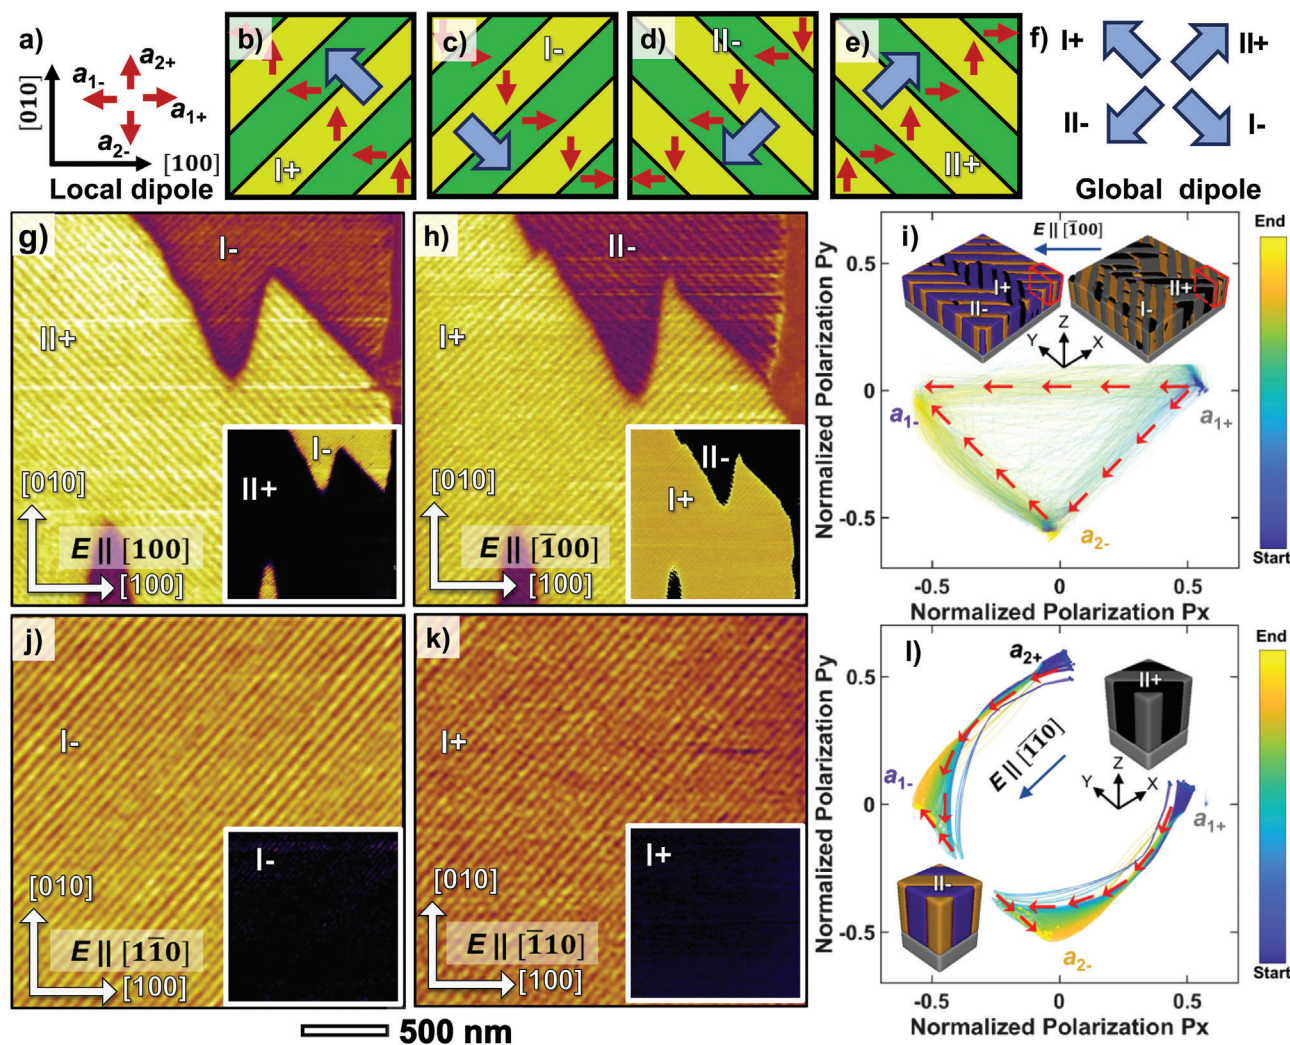 a)
a2+
a1-
a1+
a2-
[010]
[100]
Local dipole
b)
I+
c)
I-
d)
II-
e)
II+
f)
I+
II+
II-
I-
Global dipole
g)
I-
II+
[010]
E || [100]
[100]
I-
II+
h)
II-
I+
[010]
E || [1̅00]
[100]
II-
I+
i)
E || [1̅00]
I+
II-
II+
I-
Z
Y
X
a1-
a1+
a2-
0.5
0
-0.5
-0.5
0
0.5
Normalized Polarization Py
Normalized Polarization Px
End
Start
j)
I-
[010]
E || [11̅0]
[100]
I-
k)
I+
[010]
E || [1̅10]
[100]
I+
l)
a2+
II+
E || [1̅1̅0]
Z
Y
X
a1-
a1+
II-
a2-
0.5
0
-0.5
-0.5
0
0.5
Normalized Polarization Py
Normalized Polarization Px
End
Start
500 nm